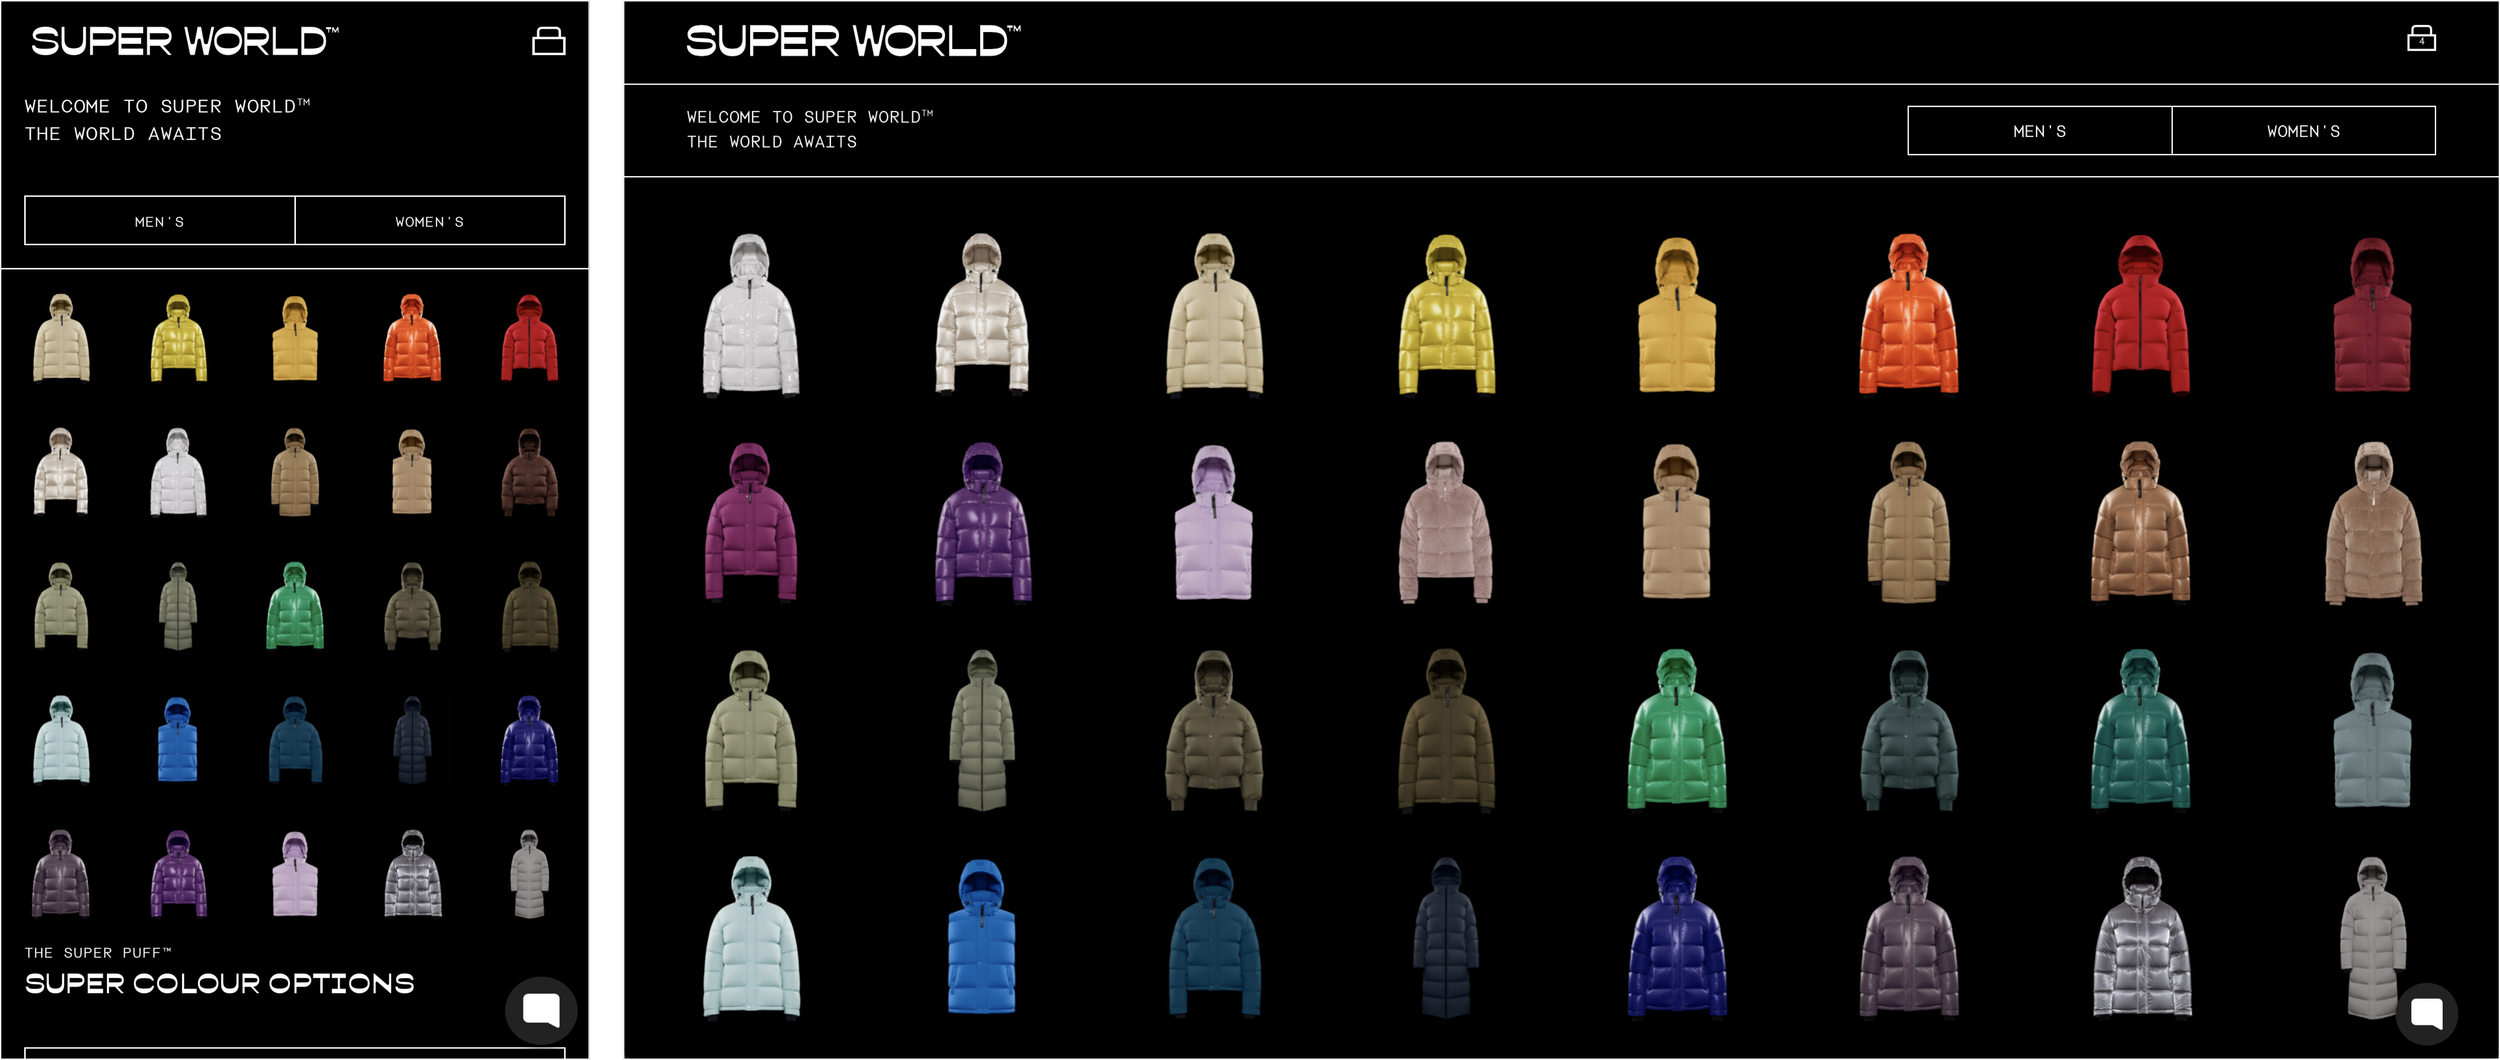 SUPER WORLD™
WELCOME TO SUPER WORLD™
THE WORLD AWAITS
MEN'S
WOMEN'S
THE SUPER PUFF™
SUPER COLOUR OPTIONS
SUPER WORLD™
4
WELCOME TO SUPER WORLD™
THE WORLD AWAITS
MEN'S
WOMEN'S